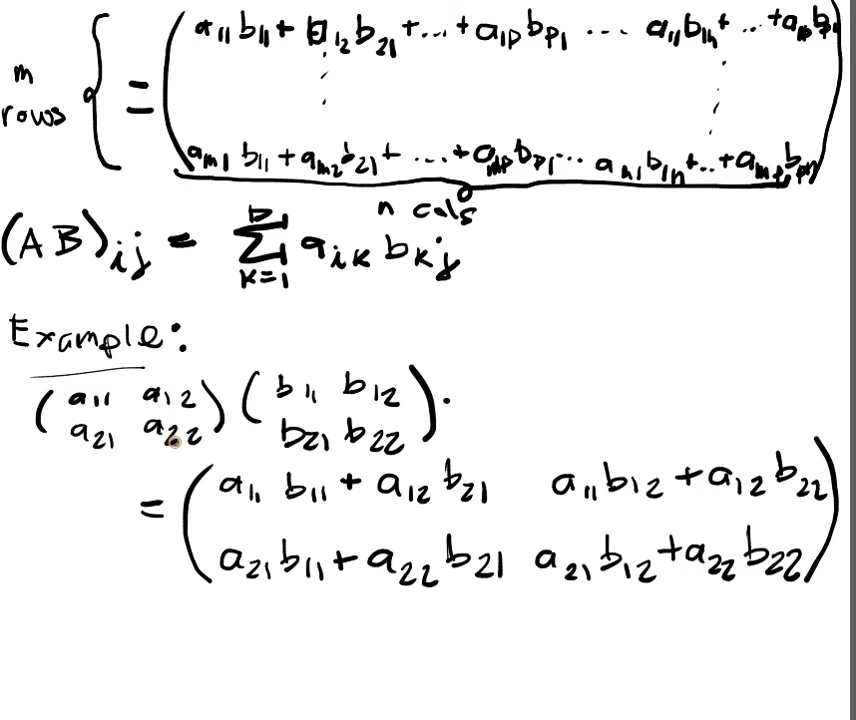 m rows { = ( a11 b11 + a12 b21 + ... + a1p bp1 ... a11 b1n + ... + a1p bpn
am1 b11 + am2 b21 + ... + amp bp1 ... am1 b1n + ... + amp bpn )
n cols
(AB)ij = ∑ p k=1 aik bkj
Example:
( a11 a12 ) ( b11 b12 ) .
( a21 a22 ) ( b21 b22 )
= ( a11 b11 + a12 b21 a11 b12 + a12 b22
a21 b11 + a22 b21 a21 b12 + a22 b22 )